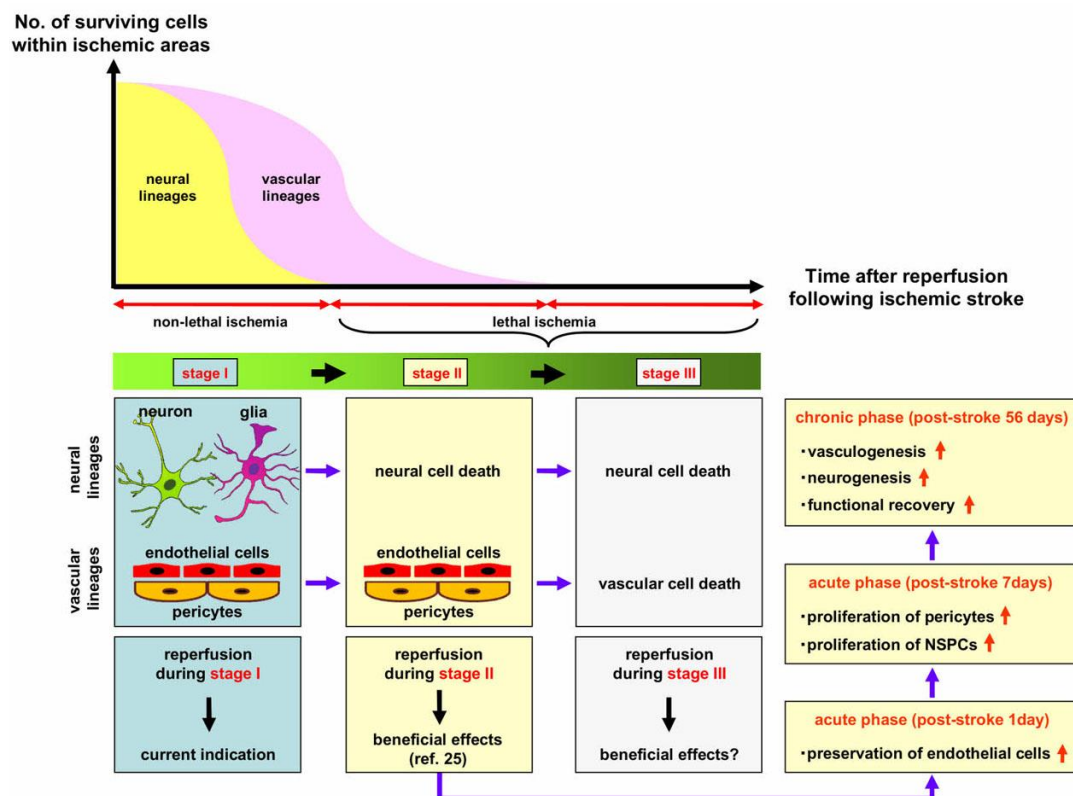 No. of surviving cells
within ischemic areas
neural
lineages
vascular
lineages
Time after reperfusion
following ischemic stroke
non-lethal ischemia
lethal ischemia
stage I
stage II
stage III
neural
lineages
neuron
glia
neural cell death
neural cell death
vascular
lineages
endothelial cells
pericytes
endothelial cells
pericytes
vascular cell death
reperfusion
during stage I
current indication
reperfusion
during stage II
beneficial effects
(ref. 25)
reperfusion
during stage III
beneficial effects?
chronic phase (post-stroke 56 days)
・vasculogenesis
・neurogenesis
・functional recovery
acute phase (post-stroke 7days)
・proliferation of pericytes
・proliferation of NSPCs
acute phase (post-stroke 1day)
・preservation of endothelial cells